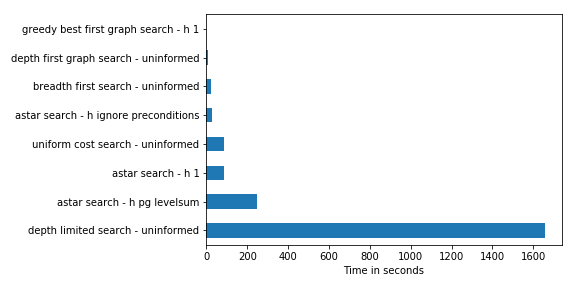 greedy best first graph search - h 1
depth first graph search - uninformed
breadth first search - uninformed
astar search - h ignore preconditions
uniform cost search - uninformed
astar search - h 1
astar search - h pg levelsum
depth limited search - uninformed
0 200 400 600 800 1000 1200 1400 1600
Time in seconds